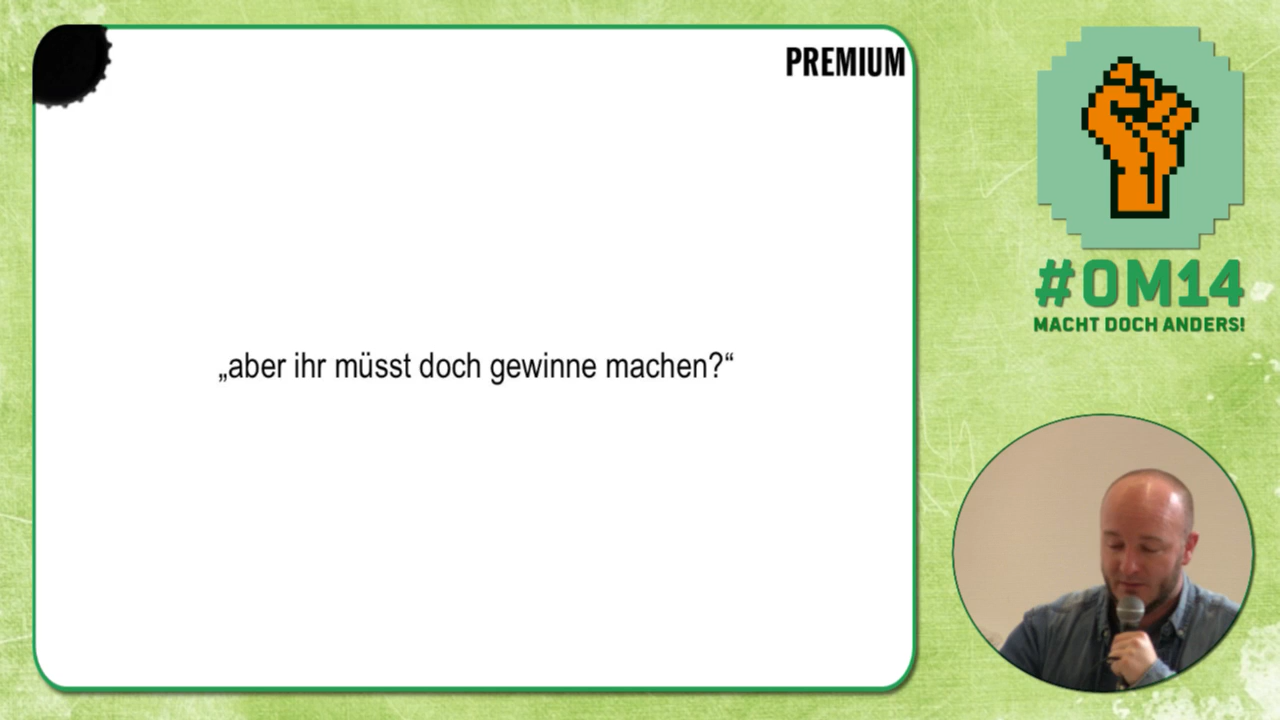 PREMIUM
„aber ihr müsst doch gewinne machen?“
#OM14
MACHT DOCH ANDERS!